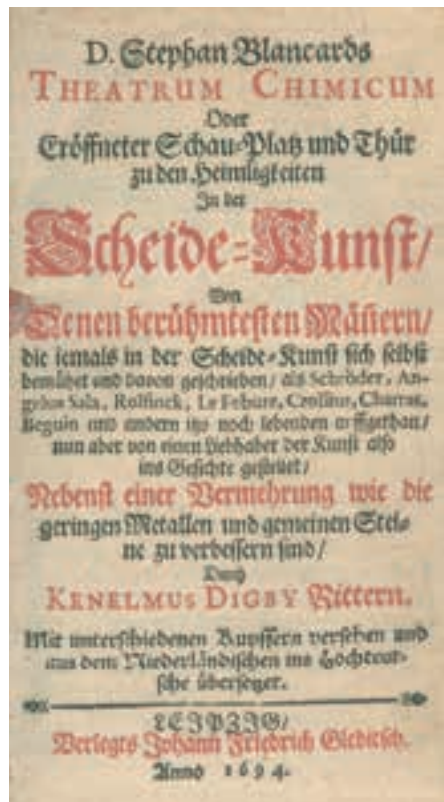 D. Stephan Blancards
THEATRUM CHIMICUM
Oder
Eröffneter Schau-Platz und Thür
zu den Heimligkeiten
In der
Scheide-Kunst/
Von
Denen berühmtesten Mästern/
die iemals in der Scheide-Kunst sich selbst
bemühet und davon geschrieben/ als Schröder, An-
gelus Sala, Rolfinck, Le Febure, Crollius, Charras,
Beguin und andern itzo noch lebenden auffgethan/
nun aber von einen Liebhaber der Kunst also
ins Gesichte gestellet/
Nebenst einer Vermehrung wie die
geringen Metallen und gemeinen Stei-
ne zu verbessern sind/
Durch
KENELMUS DIGBY Rittern.
Mit unterschiedenen Kupffern versehen und
aus dem Niederländischen ins Hochteut-
sche übersetzet.
LEIPZIG/
Verlegts Johann Friedrich Gleditsch.
Anno 1694.